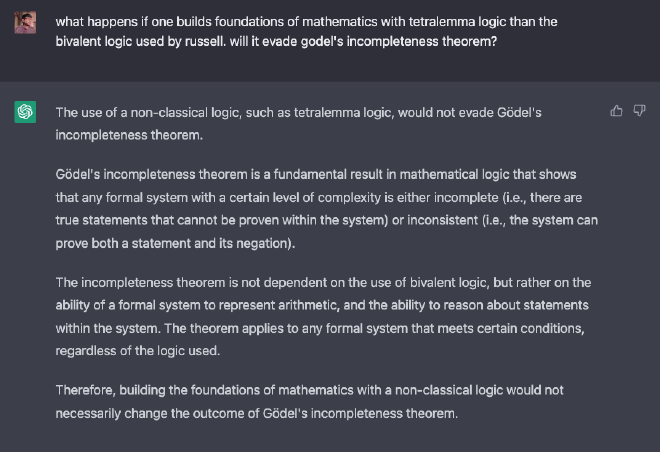 what happens if one builds foundations of mathematics with tetralemma logic than the
bivalent logic used by russell. will it evade godel's incompleteness theorem?
The use of a non-classical logic, such as tetralemma logic, would not evade Gödel's
incompleteness theorem.
Gödel's incompleteness theorem is a fundamental result in mathematical logic that shows
that any formal system with a certain level of complexity is either incomplete (i.e., there are
true statements that cannot be proven within the system) or inconsistent (i.e., the system can
prove both a statement and its negation).
The incompleteness theorem is not dependent on the use of bivalent logic, but rather on the
ability of a formal system to represent arithmetic, and the ability to reason about statements
within the system. The theorem applies to any formal system that meets certain conditions,
regardless of the logic used.
Therefore, building the foundations of mathematics with a non-classical logic would not
necessarily change the outcome of Gödel's incompleteness theorem.